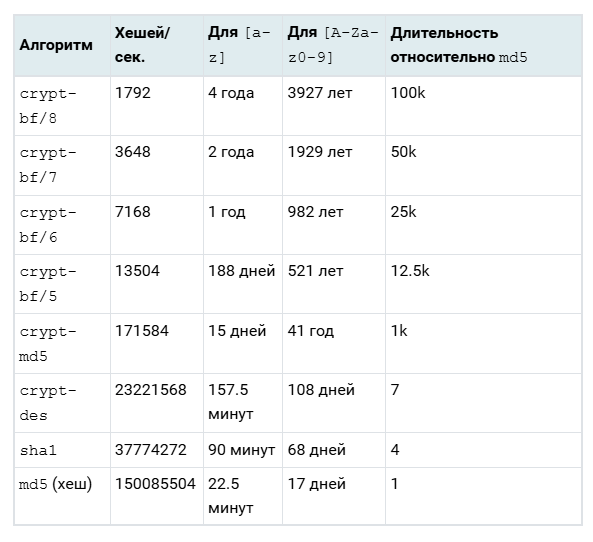 Алгоритм Хешей/сек. Для [a-z] Для [A-Za-z0-9] Длительность относительно md5
crypt-bf/8 1792 4 года 3927 лет 100k
crypt-bf/7 3648 2 года 1929 лет 50k
crypt-bf/6 7168 1 год 982 лет 25k
crypt-bf/5 13504 188 дней 521 лет 12.5k
crypt-md5 171584 15 дней 41 год 1k
crypt-des 23221568 157.5 минут 108 дней 7
sha1 37774272 90 минут 68 дней 4
md5 (хеш) 150085504 22.5 минут 17 дней 1